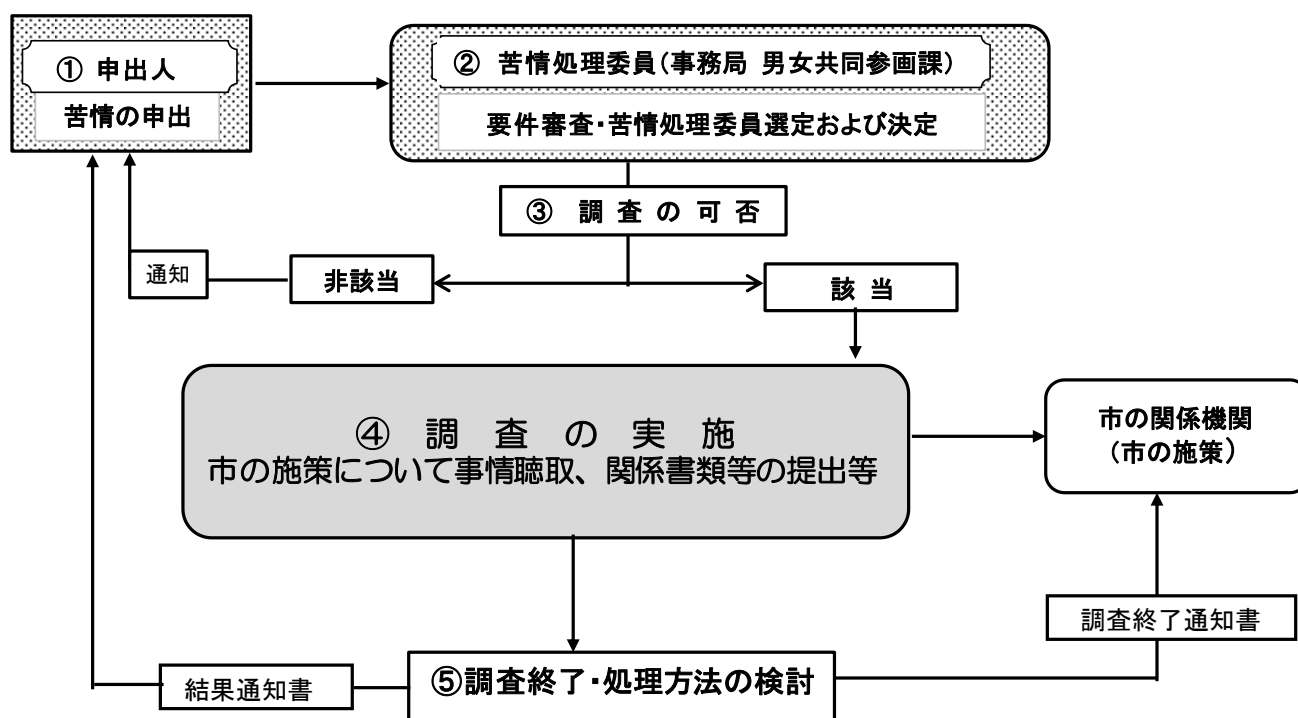 ① 申出人
苦情の申出
② 苦情処理委員(事務局 男女共同参画課)
要件審査・苦情処理委員選定および決定
③ 調査の可否
通知
非該当
該当
④ 調査の実施
市の施策について事情聴取、関係書類等の提出等
市の関係機関
(市の施策)
調査終了通知書
結果通知書
⑤調査終了・処理方法の検討